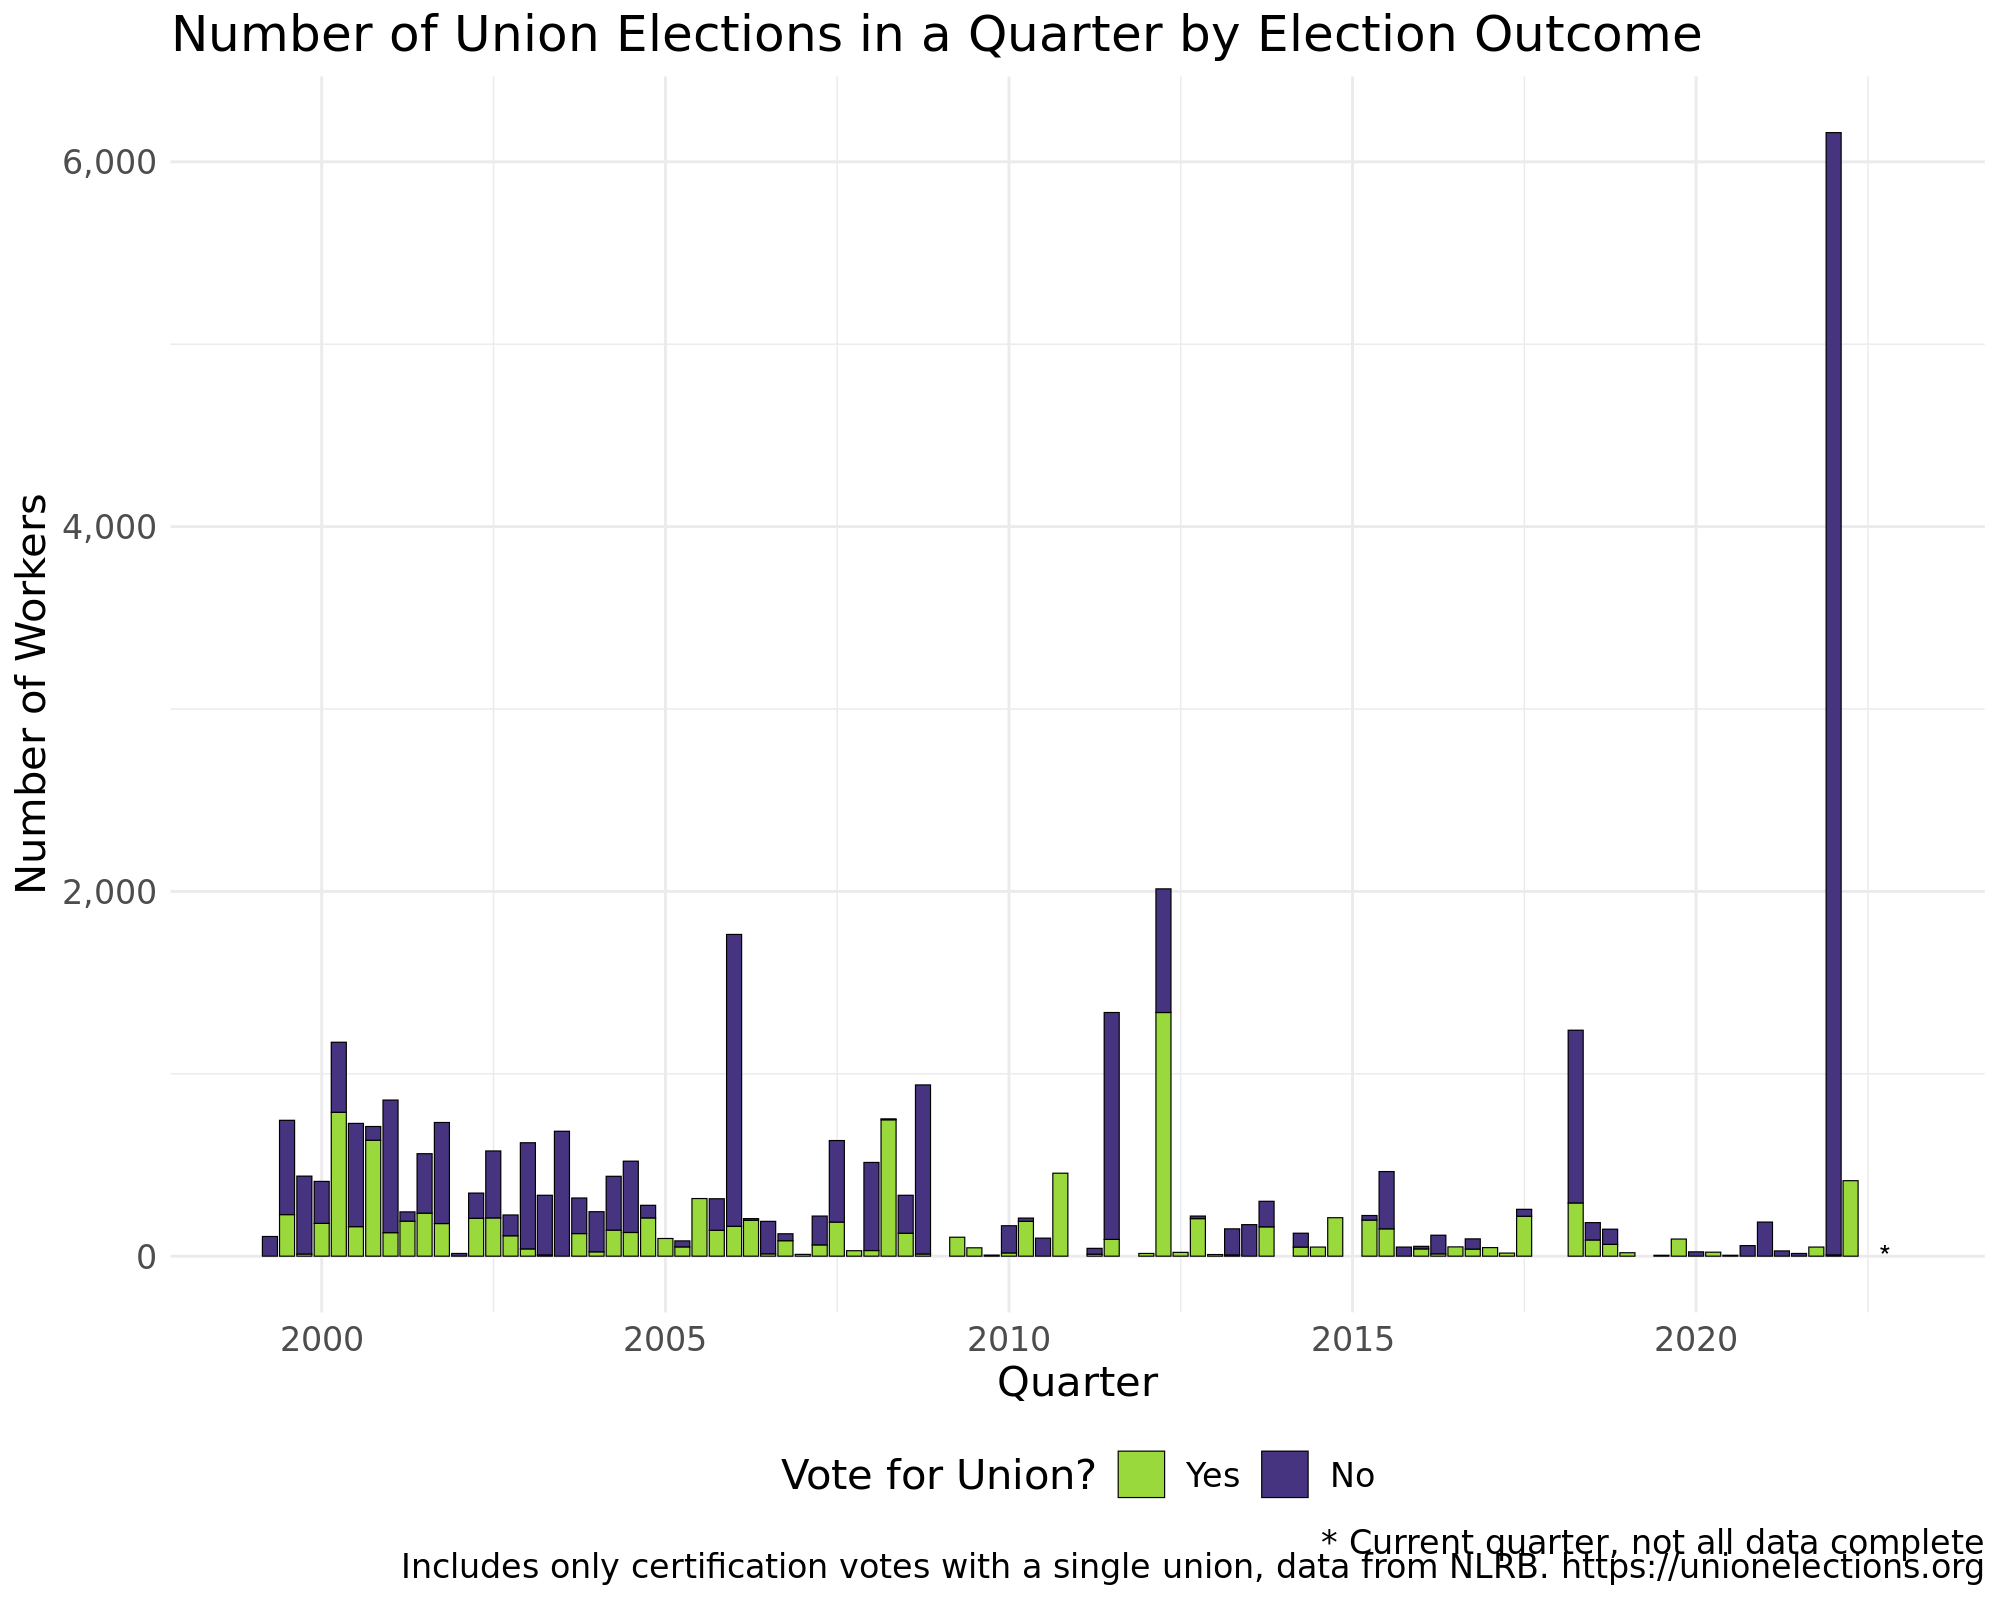 Number of Union Elections in a Quarter by Election Outcome
Number of Workers
6,000
4,000
2,000
0
*
2000 2005 2010 2015 2020
Quarter
Vote for Union? Yes No
* Current quarter, not all data complete
Includes only certification votes with a single union, data from NLRB. https://unionelections.org